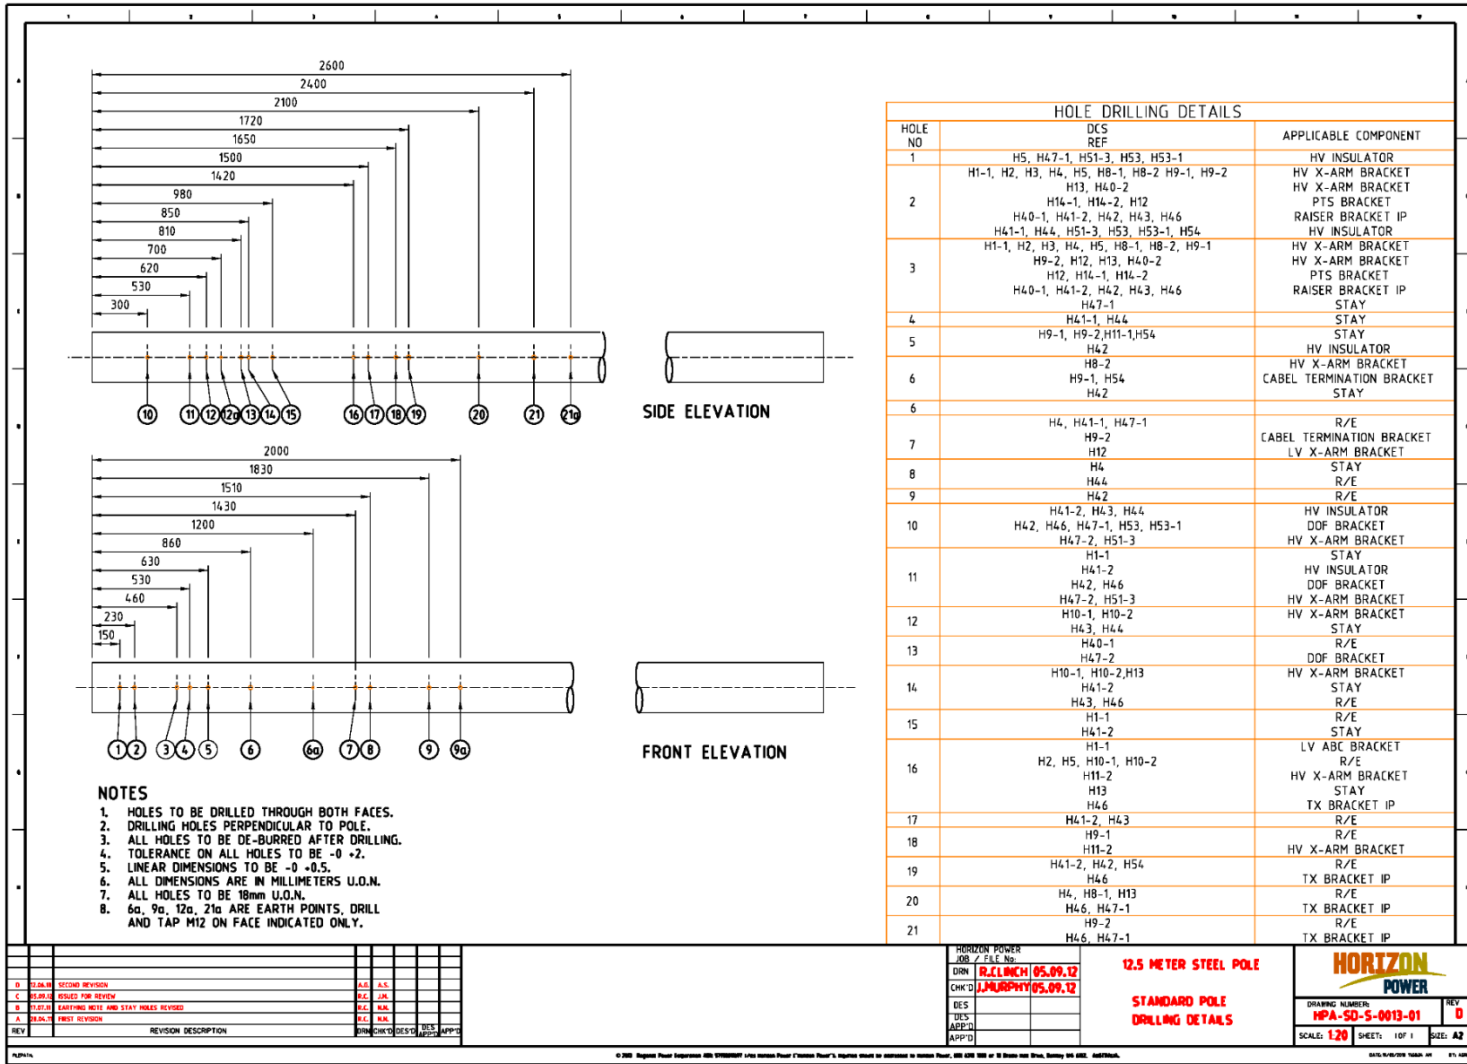 2600
2400
2100
1720
1650
1500
1420
980
850
810
700
620
530
300
10 11 12 12a 13 14 15 16 17 18 19 20 21 21a
SIDE ELEVATION
2000
1830
1510
1430
1200
860
630
530
460
230
150
1 2 3 4 5 6 6a 7 8 9 9a
FRONT ELEVATION
NOTES
1. HOLES TO BE DRILLED THROUGH BOTH FACES.
2. DRILLING HOLES PERPENDICULAR TO POLE.
3. ALL HOLES TO BE DE-BURRED AFTER DRILLING.
4. TOLERANCE ON ALL HOLES TO BE -0 +2.
5. LINEAR DIMENSIONS TO BE -0 +0.5.
6. ALL DIMENSIONS ARE IN MILLIMETERS U.O.N.
7. ALL HOLES TO BE 18mm U.O.N.
8. 6a, 9a, 12a, 21a ARE EARTH POINTS, DRILL
AND TAP M12 ON FACE INDICATED ONLY.
HOLE DRILLING DETAILS
HOLE NO DCS REF APPLICABLE COMPONENT
1 H5, H47-1, H51-3, H53, H53-1 HV INSULATOR
H1-1, H2, H3, H4, H5, H8-1, H8-2 H9-1, H9-2 HV X-ARM BRACKET
H13, H40-2 HV X-ARM BRACKET
2 H14-1, H14-2, H12 PTS BRACKET
H40-1, H41-2, H42, H43, H46 RAISER BRACKET IP
H41-1, H44, H51-3, H53, H53-1, H54 HV INSULATOR
H1-1, H2, H3, H4, H5, H8-1, H8-2, H9-1 HV X-ARM BRACKET
H9-2, H12, H13, H40-2 HV X-ARM BRACKET
3 H12, H14-1, H14-2 PTS BRACKET
H40-1, H41-2, H42, H43, H46 RAISER BRACKET IP
H47-1 STAY
4 H41-1, H44 STAY
5 H9-1, H9-2,H11-1,H54 STAY
H42 HV INSULATOR
H8-2 HV X-ARM BRACKET
6 H9-1, H54 CABEL TERMINATION BRACKET
H42 STAY
6
H4, H41-1, H47-1 R/E
7 H9-2 CABEL TERMINATION BRACKET
H12 LV X-ARM BRACKET
8 H4 STAY
H44 R/E
9 H42 R/E
H41-2, H43, H44 HV INSULATOR
10 H42, H46, H47-1, H53, H53-1 DOF BRACKET
H47-2, H51-3 HV X-ARM BRACKET
H1-1 STAY
11 H41-2 HV INSULATOR
H42, H46 DOF BRACKET
H47-2, H51-3 HV X-ARM BRACKET
12 H10-1, H10-2 HV X-ARM BRACKET
H43, H44 STAY
13 H40-1 R/E
H47-2 DOF BRACKET
H10-1, H10-2,H13 HV X-ARM BRACKET
14 H41-2 STAY
H43, H46 R/E
15 H1-1 R/E
H41-2 STAY
H1-1 LV ABC BRACKET
H2, H5, H10-1, H10-2 R/E
16 H11-2 HV X-ARM BRACKET
H13 STAY
H46 TX BRACKET IP
17 H41-2, H43 R/E
18 H9-1 R/E
H11-2 HV X-ARM BRACKET
19 H41-2, H42, H54 R/E
H46 TX BRACKET IP
20 H4, H8-1, H13 R/E
H46, H47-1 TX BRACKET IP
21 H9-2 R/E
H46, H47-1 TX BRACKET IP
D SECOND REVISION A.G. A.S.
C 05.09.12 ISSUED FOR REVIEW R.C. J.M.
B EARTHING NOTE AND STAY HOLES REVISED R.C.
A FIRST REVISION R.C.
REV REVISION DESCRIPTION DRN CHK'D DES'D DES APP'D APP'D
HORIZON POWER
JOB / FILE No:
DRN R.CLINCH 05.09.12
CHK'D J.MURPHY 05.09.12
DES
DES APP'D
APP'D
12.5 METER STEEL POLE
STANDARD POLE
DRILLING DETAILS
HORIZON
POWER
DRAWING NUMBER: REV
HPA-SD-S-0013-01 D
SCALE: 1:20 SHEET: 1 OF 1 SIZE: A2